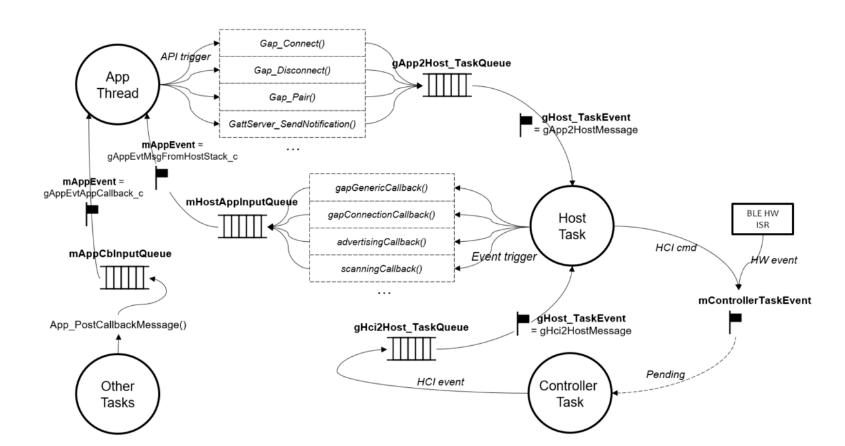 App
Thread
API trigger
Gap_Connect()
Gap_Disconnect()
Gap_Pair()
GattServer_SendNotification()
...
gApp2Host_TaskQueue
gHost_TaskEvent
= gApp2HostMessage
mAppEvent =
gAppEvtMsgFromHostStack_c
mAppEvent =
gAppEvtAppCallback_c
mHostAppInputQueue
gapGenericCallback()
gapConnectionCallback()
advertisingCallback()
scanningCallback()
...
Event trigger
Host
Task
HCI cmd
BLE HW
ISR
HW event
mControllerTaskEvent
mAppCbInputQueue
App_PostCallbackMessage()
Other
Tasks
gHci2Host_TaskQueue
gHost_TaskEvent
= gHci2HostMessage
HCI event
Controller
Task
Pending